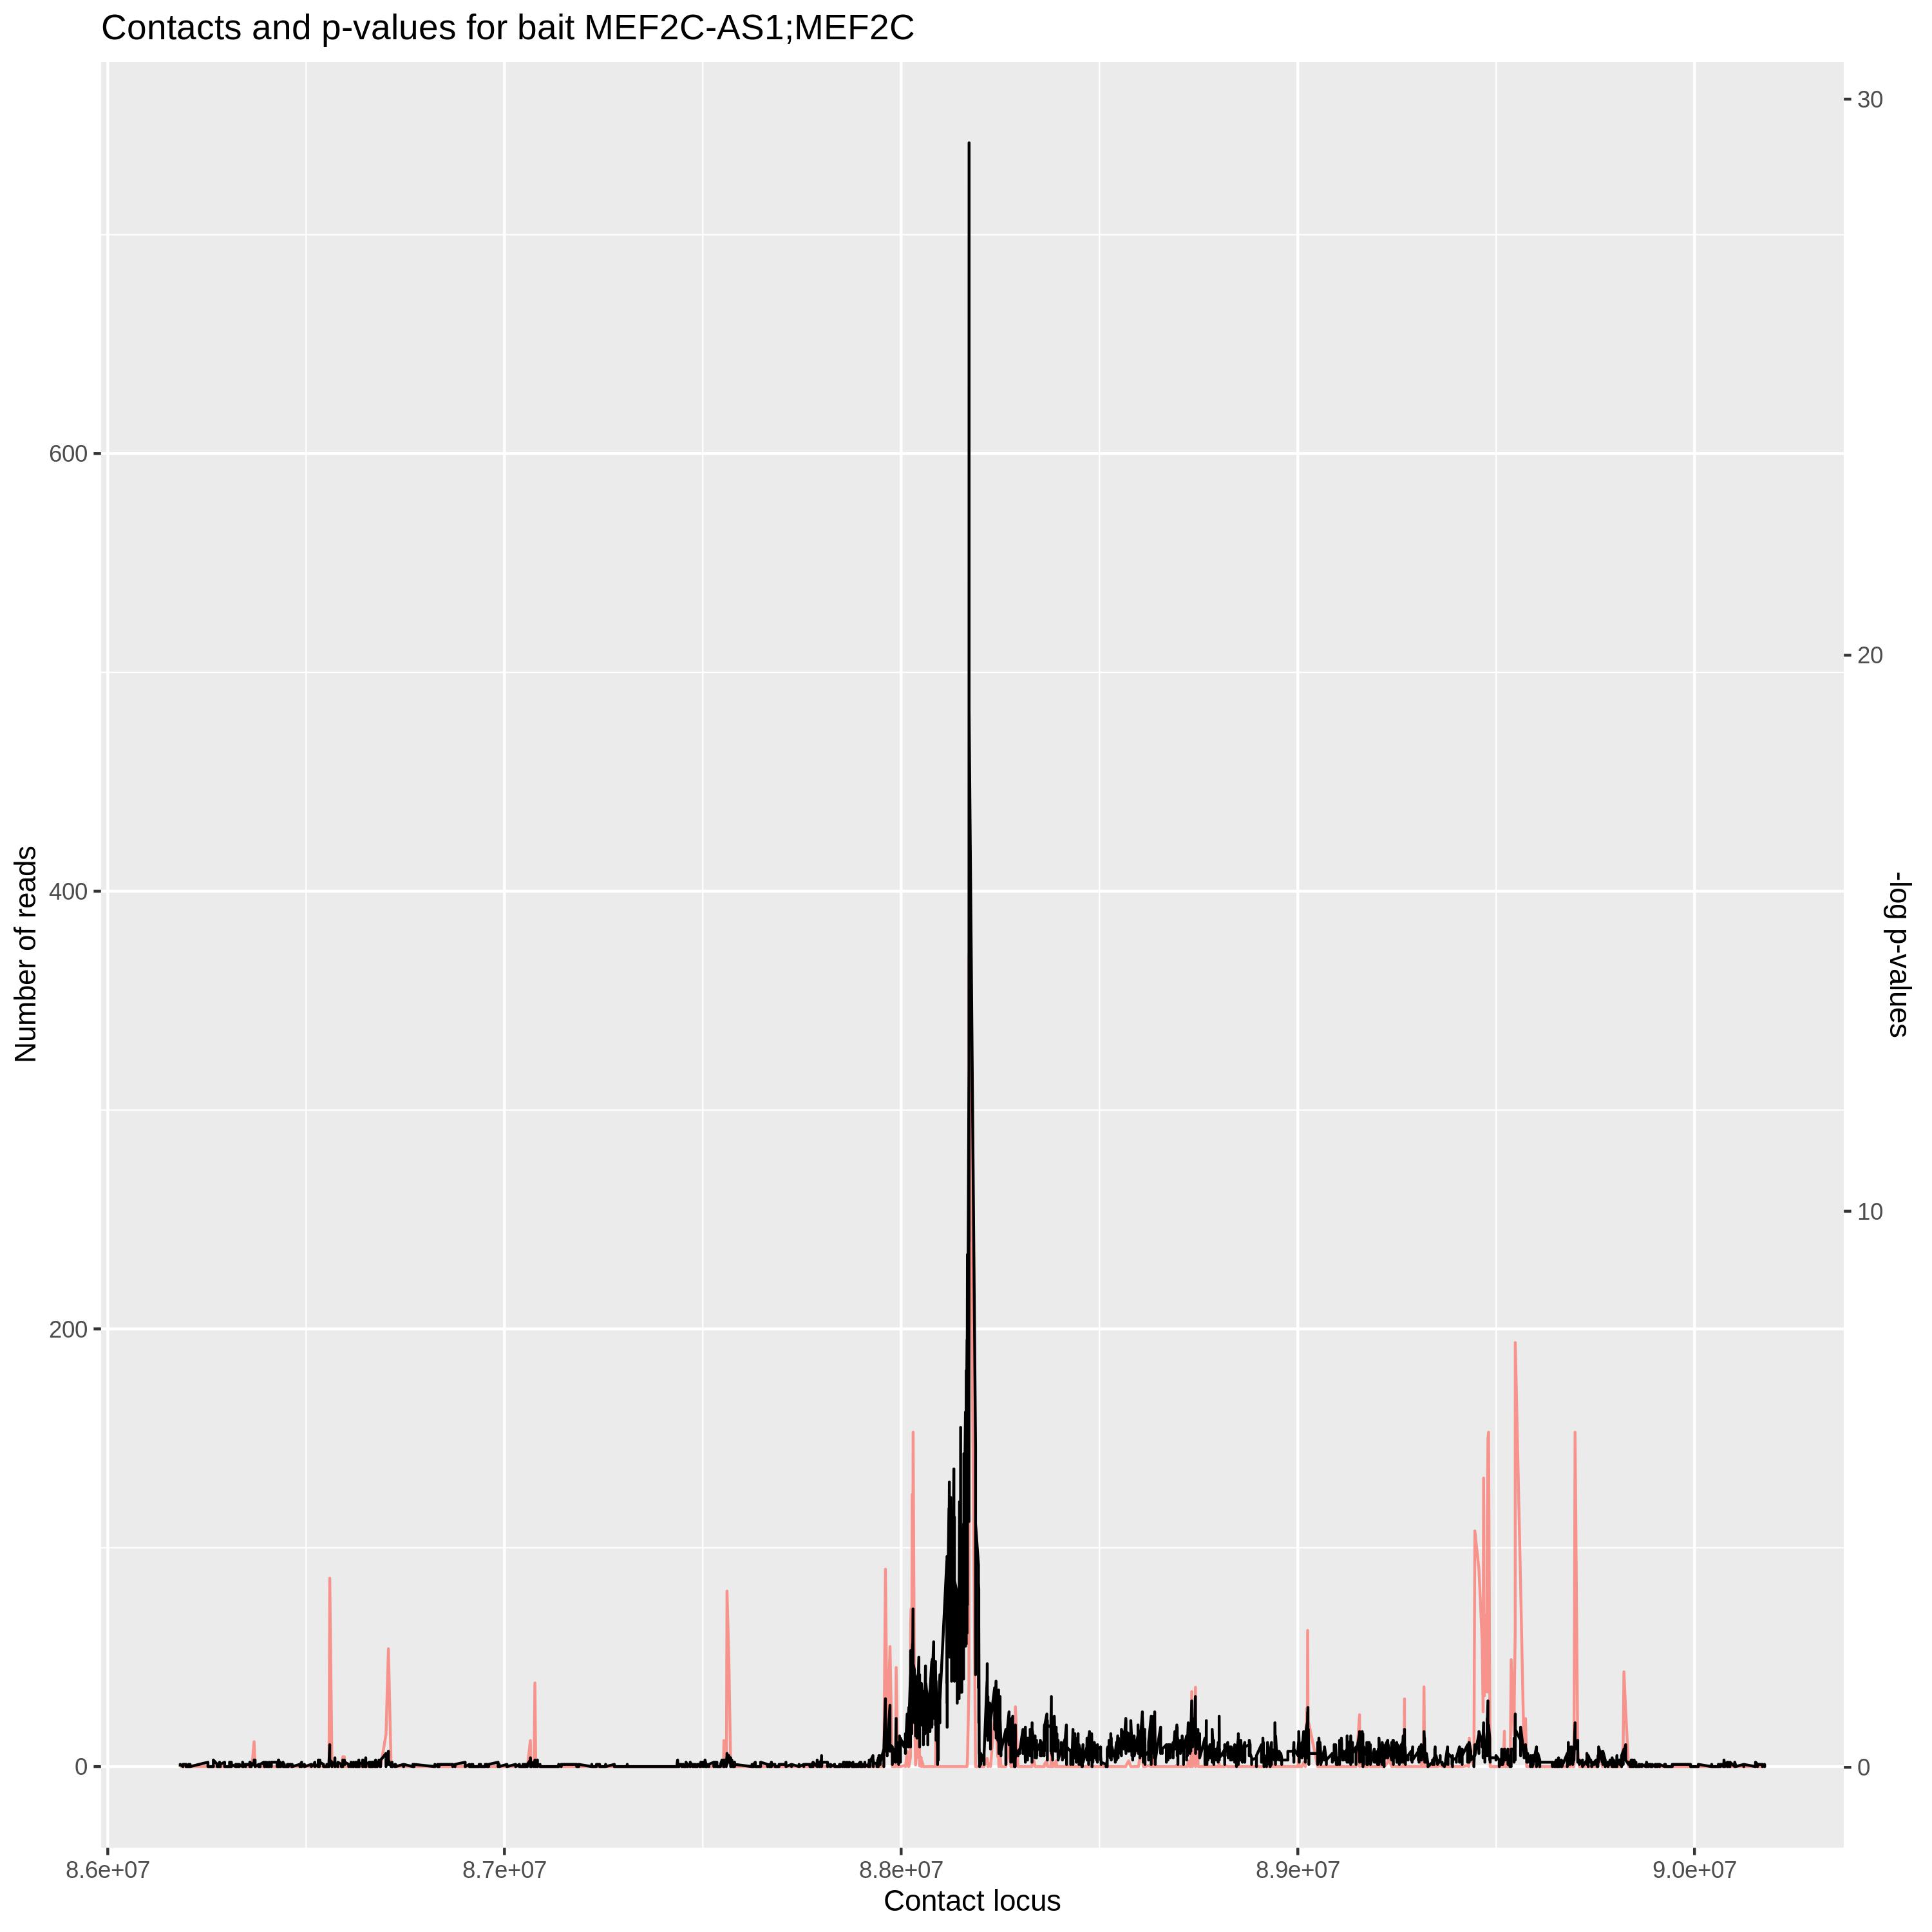 Contacts and p-values for bait MEF2C-AS1;MEF2C
30
600
20
400
Number of reads
-log p-values
10
200
0
0
8.6e+07
8.7e+07
8.8e+07
8.9e+07
9.0e+07
Contact locus